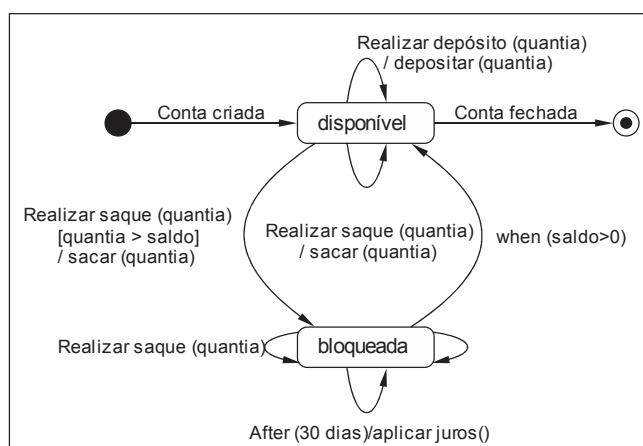 Realizar depósito (quantia)
/ depositar (quantia)
Conta criada
disponível
Conta fechada
Realizar saque (quantia)
[quantia > saldo]
/ sacar (quantia)
Realizar saque (quantia)
/ sacar (quantia)
when (saldo>0)
Realizar saque (quantia)
bloqueada
After (30 dias)/aplicar juros()